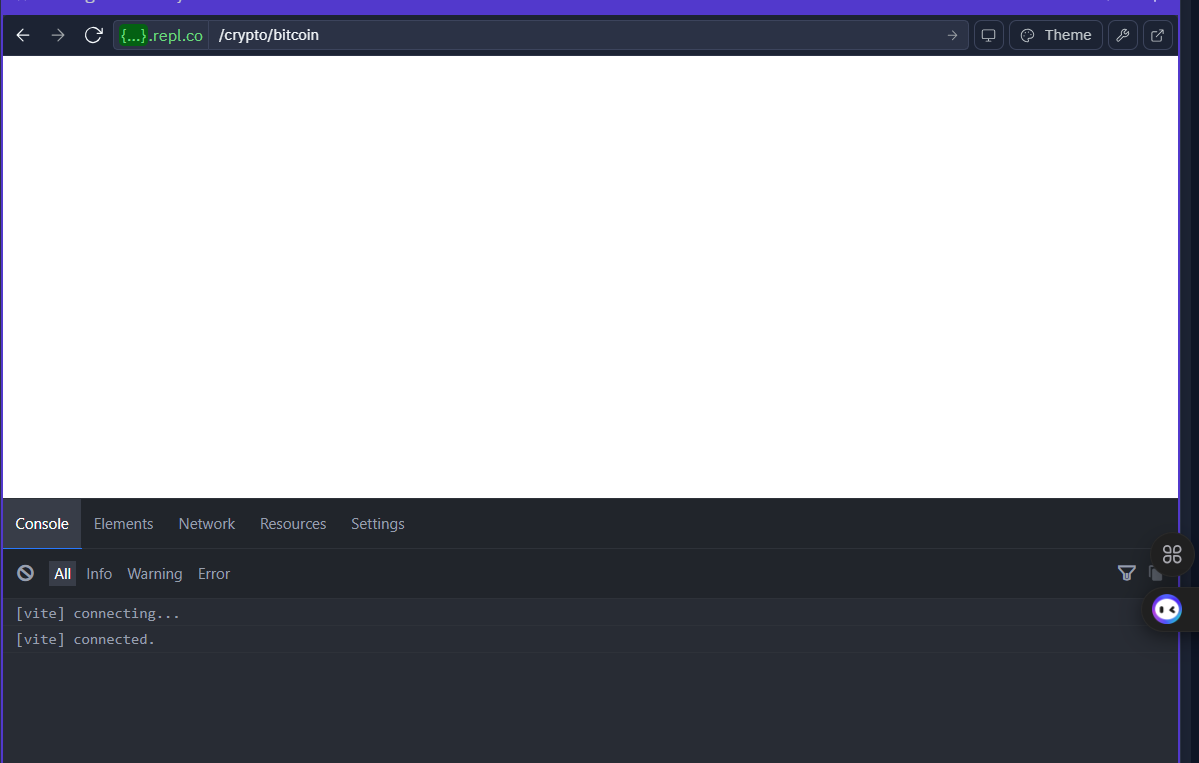 {...}.repl.co /crypto/bitcoin Theme
Console Elements Network Resources Settings
All Info Warning Error
[vite] connecting...
[vite] connected.